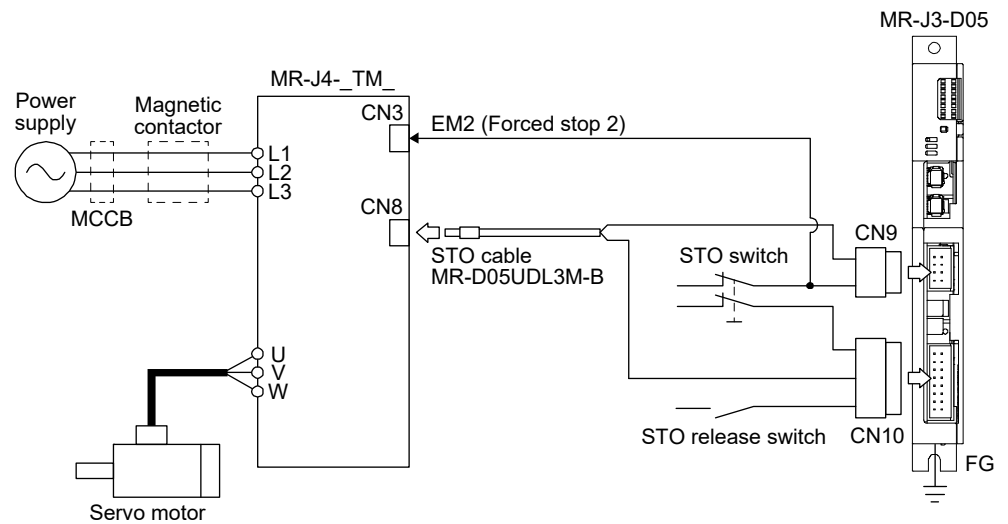 MR-J3-D05
MR-J4-_TM_
Power
supply
Magnetic
contactor
CN3
EM2 (Forced stop 2)
L1
L2
L3
MCCB
CN8
STO cable
MR-D05UDL3M-B
STO switch
CN9
U
V
W
STO release switch
CN10
FG
Servo motor